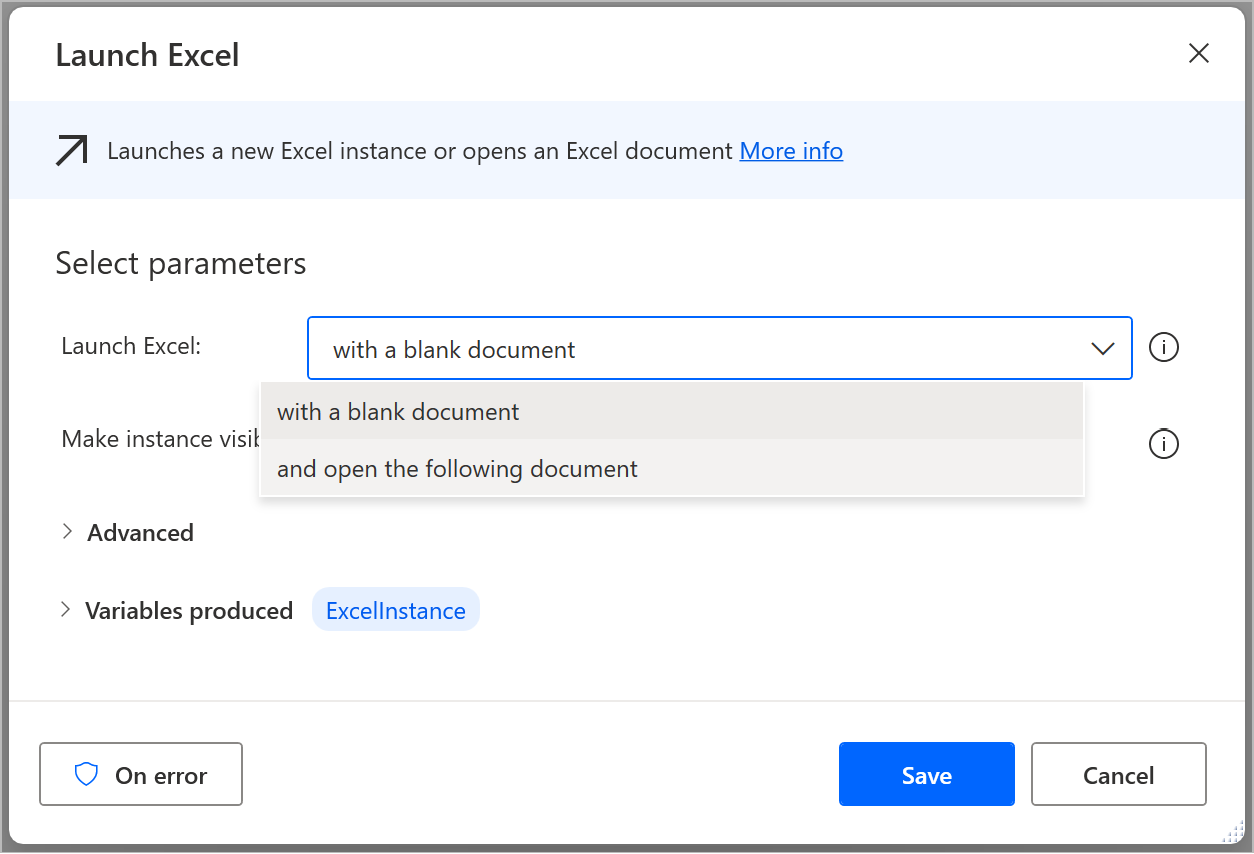 Launch Excel
Launches a new Excel instance or opens an Excel document More info
Select parameters
Launch Excel:
with a blank document
with a blank document
Make instance
and open the following document
Advanced
Variables produced ExcelInstance
On error
Save
Cancel